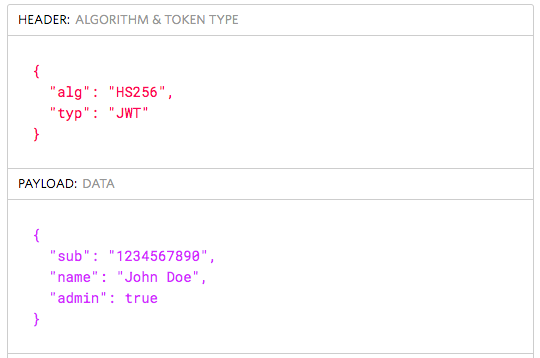 HEADER: ALGORITHM & TOKEN TYPE
{
  "alg": "HS256",
  "typ": "JWT"
}
PAYLOAD: DATA
{
  "sub": "1234567890",
  "name": "John Doe",
  "admin": true
}